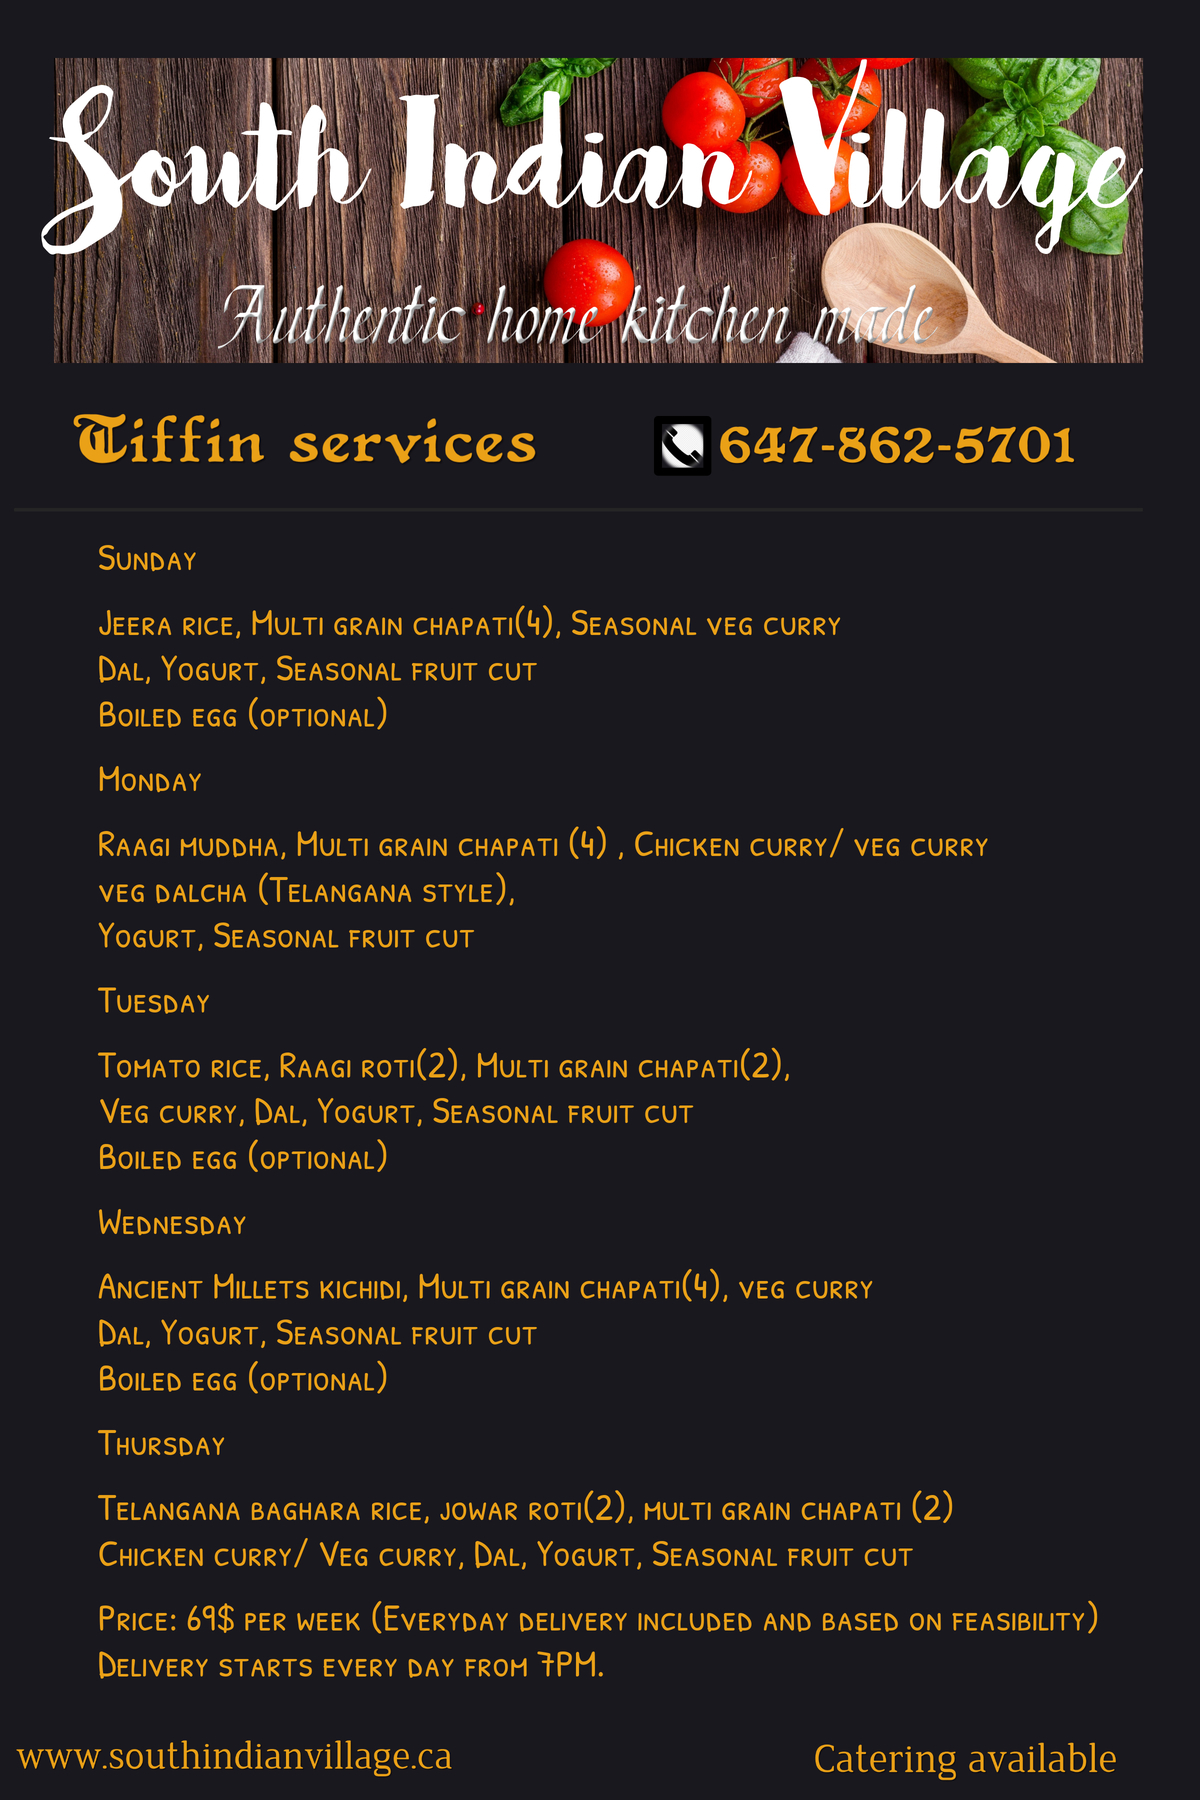 South Indian Village
Authentic home kitchen made
Tiffin services
647-862-5701
Sunday
Jeera rice, Multi grain chapati(4), Seasonal veg curry
Dal, Yogurt, Seasonal fruit cut
Boiled egg (optional)
Monday
Raagi muddha, Multi grain chapati (4) , Chicken curry/ veg curry
veg dalcha (Telangana style),
Yogurt, Seasonal fruit cut
Tuesday
Tomato rice, Raagi roti(2), Multi grain chapati(2),
Veg curry, Dal, Yogurt, Seasonal fruit cut
Boiled egg (optional)
Wednesday
Ancient Millets kichidi, Multi grain chapati(4), veg curry
Dal, Yogurt, Seasonal fruit cut
Boiled egg (optional)
Thursday
Telangana baghara rice, jowar roti(2), multi grain chapati (2)
Chicken curry/ Veg curry, Dal, Yogurt, Seasonal fruit cut
Price: 69$ per week (Everyday delivery included and based on feasibility)
Delivery starts every day from 7PM.
www.southindianvillage.ca
Catering available